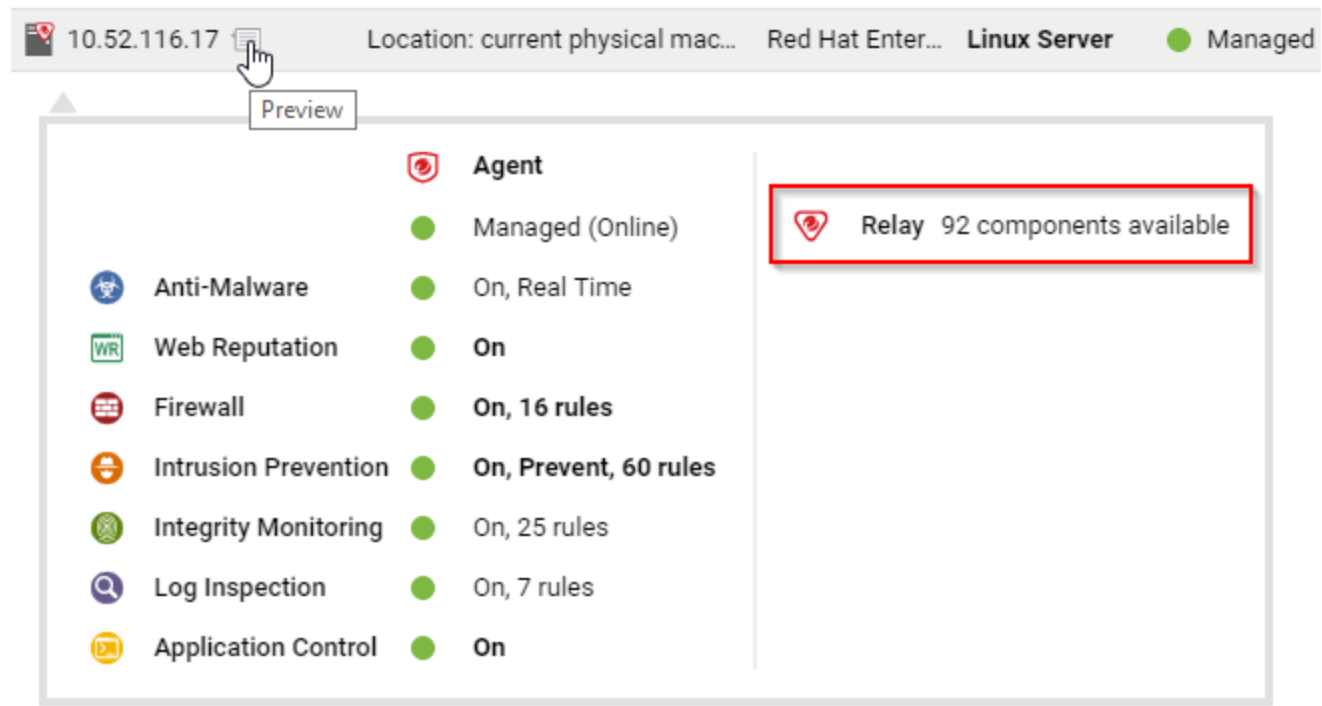 10.52.116.17 Location: current physical mac... Red Hat Enter... Linux Server Managed
Preview
Agent
Managed (Online)
Relay 92 components available
Anti-Malware On, Real Time
WR Web Reputation On
Firewall On, 16 rules
Intrusion Prevention On, Prevent, 60 rules
Integrity Monitoring On, 25 rules
Log Inspection On, 7 rules
Application Control On